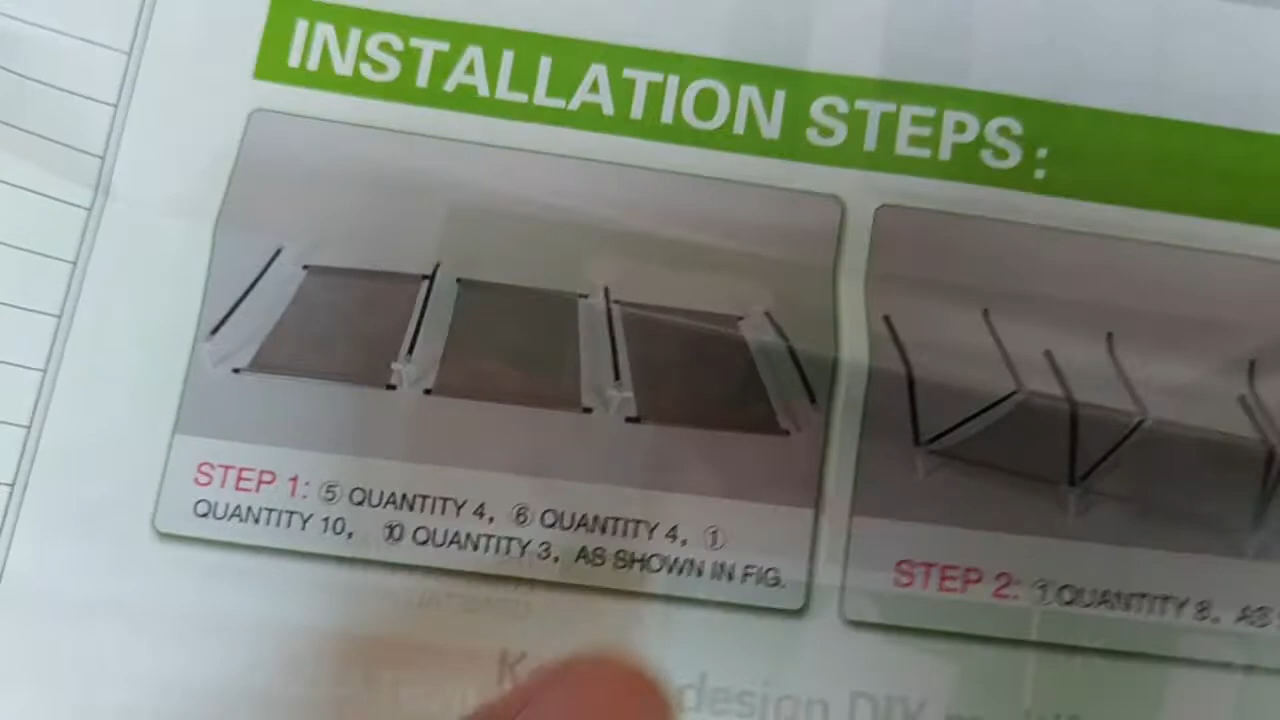 INSTALLATION STEPS:
STEP 1: ⑤ QUANTITY 4, ⑥ QUANTITY 4, ①
QUANTITY 10, ⑩ QUANTITY 3, AS SHOWN IN FIG.
STEP 2: ① QUANTITY 8, AS
design DIY